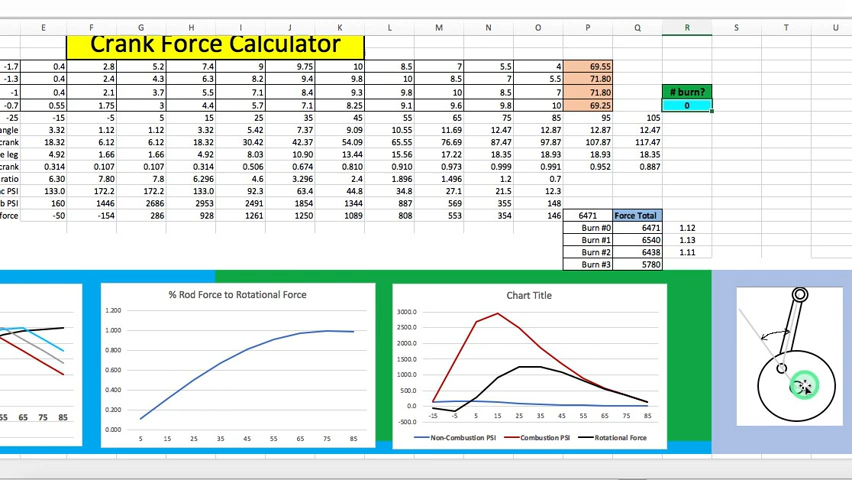 E F G H I J K L M N O P Q R S T U
Crank Force Calculator
-1.7 0.4 2.8 5.2 7.4 9 9.75 10 8.5 7 5.5 4 69.55
-1.3 0.4 2.4 4.3 6.3 8.2 9.4 9.8 10 8.5 7 5.5 71.80
-1 0.4 2.1 3.7 5.5 7.1 8.4 9.3 9.8 10 8.5 7 71.80 # burn?
-0.7 0.55 1.75 3 4.4 5.7 7.1 8.25 9.1 9.6 9.8 10 69.25 0
-25 -15 -5 5 15 25 35 45 55 65 75 85 95 105
angle 3.32 1.12 1.12 3.32 5.42 7.37 9.09 10.55 11.69 12.47 12.87 12.87 12.47
crank 18.32 6.12 6.12 18.32 30.42 42.37 54.09 65.55 76.69 87.47 97.87 107.87 117.47
e leg 4.92 1.66 1.66 4.92 8.03 10.90 13.44 15.56 17.22 18.35 18.93 18.93 18.35
crank 0.314 0.107 0.107 0.314 0.506 0.674 0.810 0.910 0.973 0.999 0.991 0.952 0.887
ratio 6.30 7.80 7.8 6.296 4.6 3.296 2.4 1.896 1.496 1.2 0.7
c PSI 133.0 172.2 172.2 133.0 92.3 63.4 44.8 34.8 27.1 21.5 12.3
b PSI 160 1446 2686 2953 2491 1854 1344 887 569 355 148
force -50 -154 286 928 1261 1250 1089 808 553 354 146 6471 Force Total
Burn #0 6471 1.12
Burn #1 6540 1.13
Burn #2 6438 1.11
Burn #3 5780
% Rod Force to Rotational Force
1.200
1.000
0.800
0.600
0.400
0.200
0.000
5 15 25 35 45 55 65 75 85
Chart Title
3000.0
2500.0
2000.0
1500.0
1000.0
500.0
0.0
-500.0
-15 -5 5 15 25 35 45 55 65 75 85
Non-Combustion PSI Combustion PSI Rotational Force
55 65 75 85